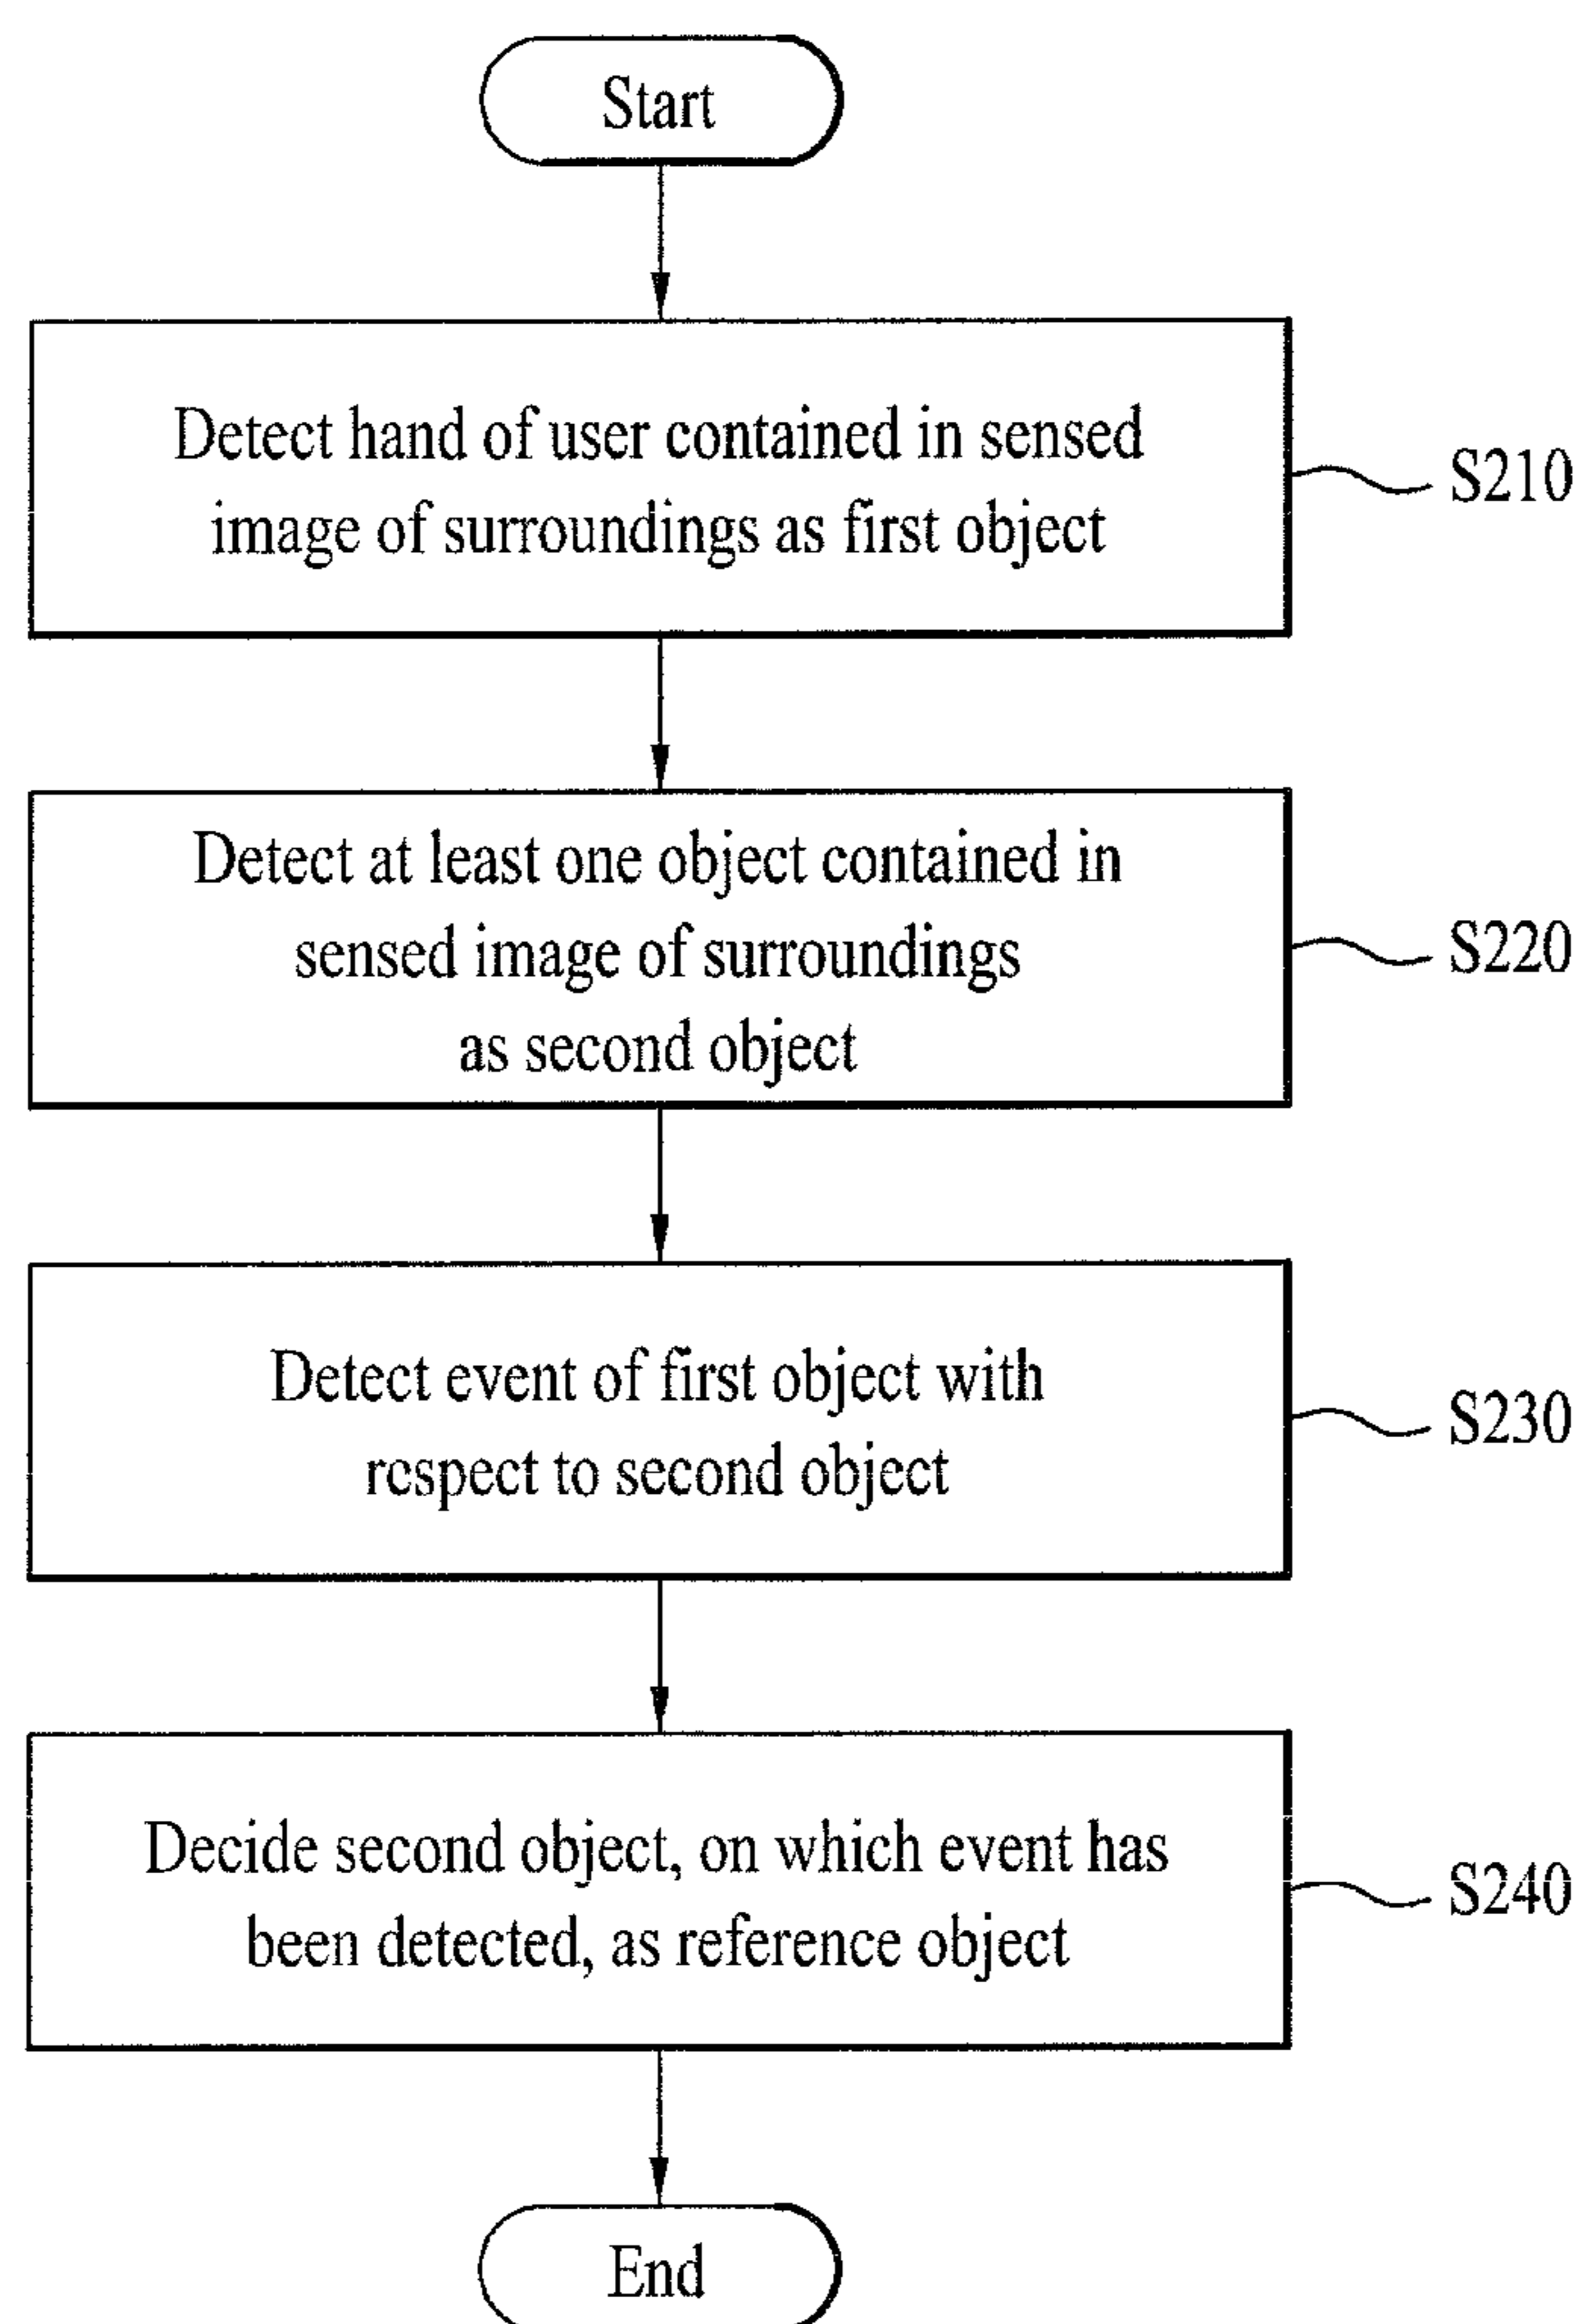 Start
Detect hand of user contained in sensed
image of surroundings as first object
S210
Detect at least one object contained in
sensed image of surroundings
as second object
S220
Detect event of first object with
respect to second object
S230
Decide second object, on which event has
been detected, as reference object
S240
End